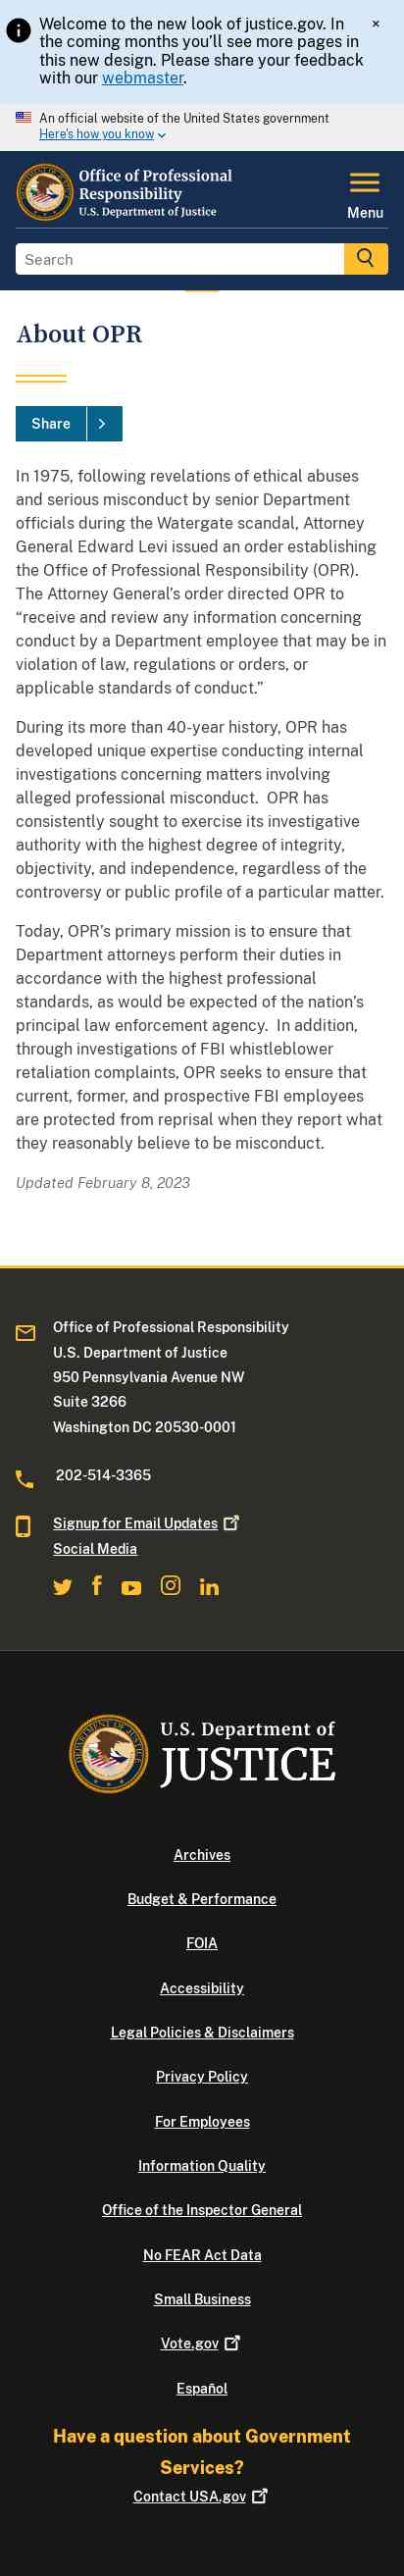 Welcome to the new look of justice.gov. In
the coming months you’ll see more pages in
this new design. Please share your feedback
with our webmaster.
×
An official website of the United States government
Here's how you know
Office of Professional
Responsibility
U.S. Department of Justice
Menu
Search
About OPR
Share
In 1975, following revelations of ethical abuses
and serious misconduct by senior Department
officials during the Watergate scandal, Attorney
General Edward Levi issued an order establishing
the Office of Professional Responsibility (OPR).
The Attorney General’s order directed OPR to
“receive and review any information concerning
conduct by a Department employee that may be in
violation of law, regulations or orders, or
applicable standards of conduct.”
During its more than 40-year history, OPR has
developed unique expertise conducting internal
investigations concerning matters involving
alleged professional misconduct.  OPR has
consistently sought to exercise its investigative
authority with the highest degree of integrity,
objectivity, and independence, regardless of the
controversy or public profile of a particular matter.
Today, OPR’s primary mission is to ensure that
Department attorneys perform their duties in
accordance with the highest professional
standards, as would be expected of the nation’s
principal law enforcement agency.  In addition,
through investigations of FBI whistleblower
retaliation complaints, OPR seeks to ensure that
current, former, and prospective FBI employees
are protected from reprisal when they report what
they reasonably believe to be misconduct.
Updated February 8, 2023
Office of Professional Responsibility
U.S. Department of Justice
950 Pennsylvania Avenue NW
Suite 3266
Washington DC 20530-0001
202-514-3365
Signup for Email Updates
Social Media
U.S. Department of
JUSTICE
Archives
Budget & Performance
FOIA
Accessibility
Legal Policies & Disclaimers
Privacy Policy
For Employees
Information Quality
Office of the Inspector General
No FEAR Act Data
Small Business
Vote.gov
Español
Have a question about Government
Services?
Contact USA.gov